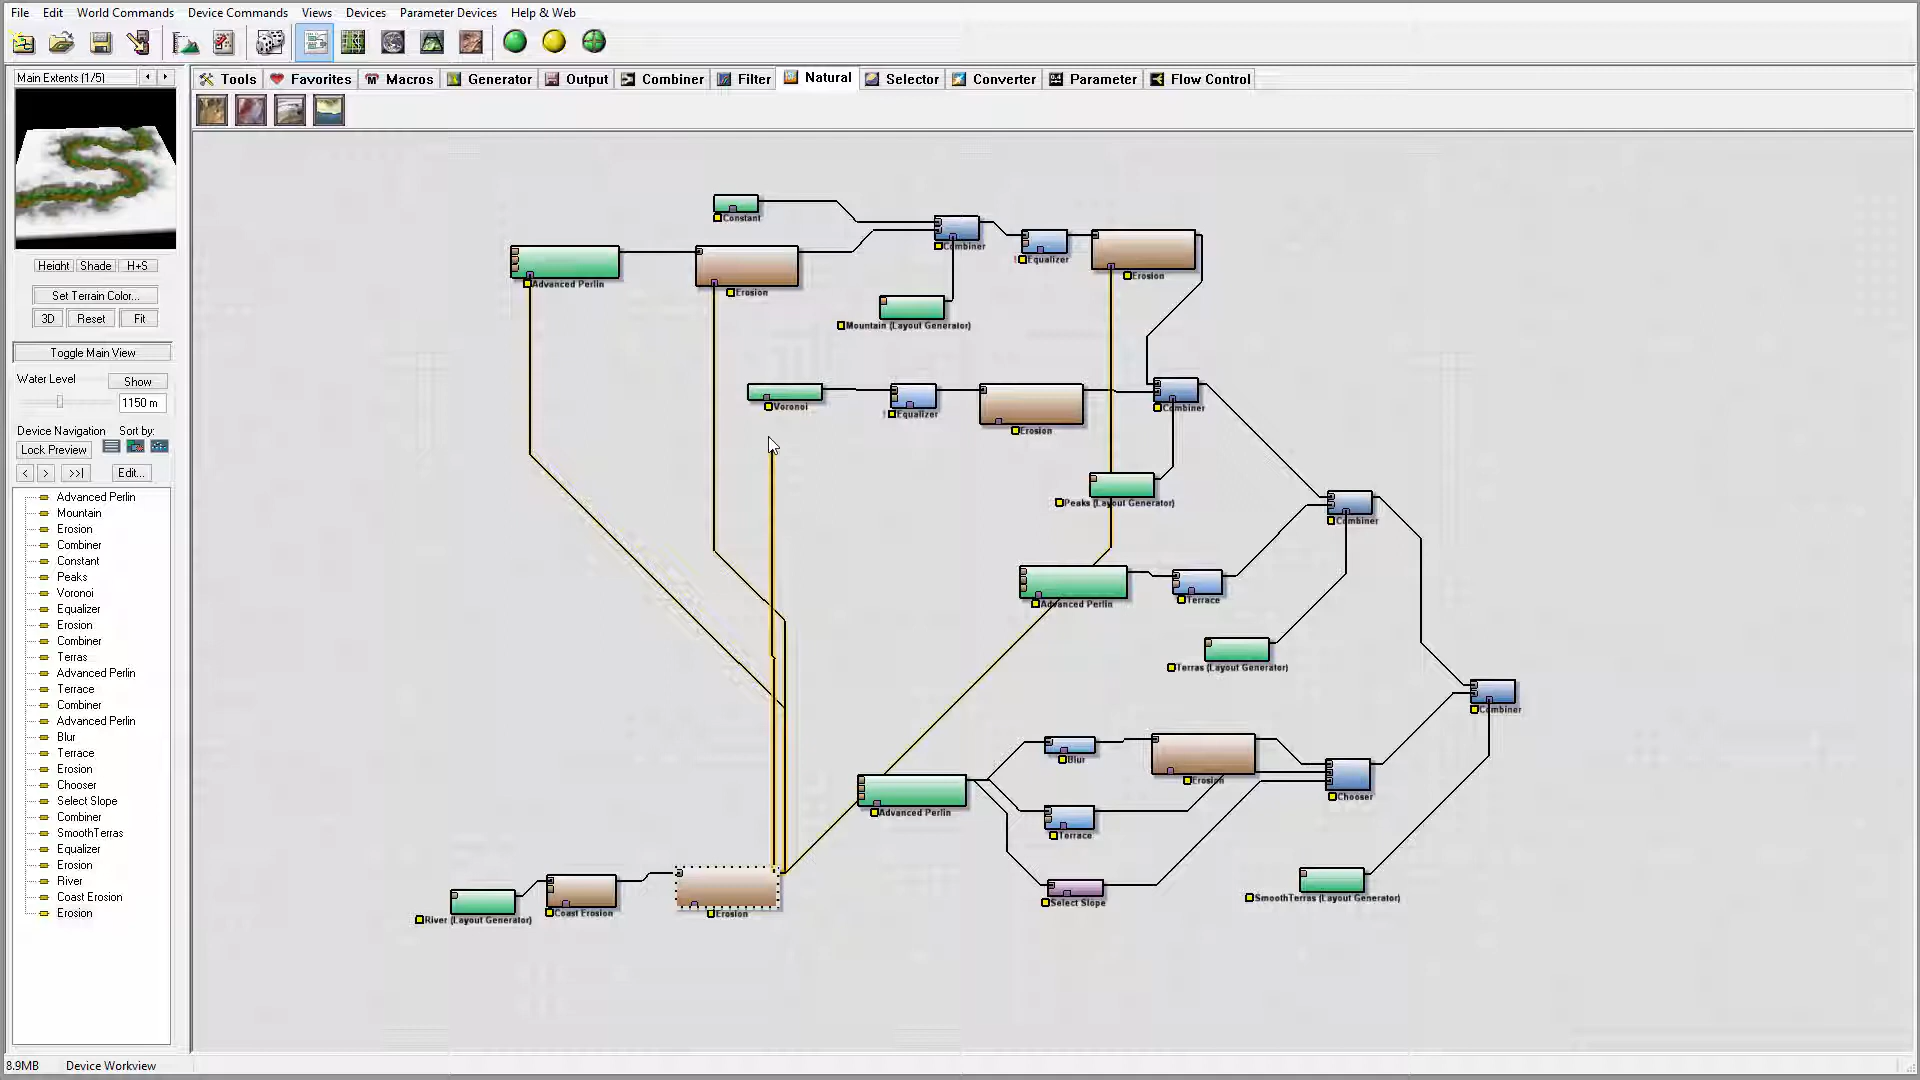 File Edit World Commands Device Commands Views Devices Parameter Devices Help & Web
Main Extents (1/5)
Tools Favorites Macros Generator Output Combiner Filter Natural Selector Converter Parameter Flow Control
Height Shade H+S
Set Terrain Color...
3D Reset Fit
Toggle Main View
Water Level Show
1150 m
Device Navigation Sort by:
Lock Preview
< > >>| Edit...
Advanced Perlin
Mountain
Erosion
Combiner
Constant
Peaks
Voronoi
Equalizer
Erosion
Combiner
Terras
Advanced Perlin
Terrace
Combiner
Advanced Perlin
Blur
Terrace
Erosion
Chooser
Select Slope
Combiner
SmoothTerras
Equalizer
Erosion
River
Coast Erosion
Erosion
Constant
Combiner
! Equalizer
Erosion
Advanced Perlin
Erosion
Mountain (Layout Generator)
Voronoi
! Equalizer
Erosion
Combiner
Peaks (Layout Generator)
Combiner
Advanced Perlin
Terrace
Terras (Layout Generator)
Combiner
Blur
Erosion
Chooser
Advanced Perlin
Terrace
Select Slope
SmoothTerras (Layout Generator)
River (Layout Generator)
Coast Erosion
Erosion
8.9MB Device Workview